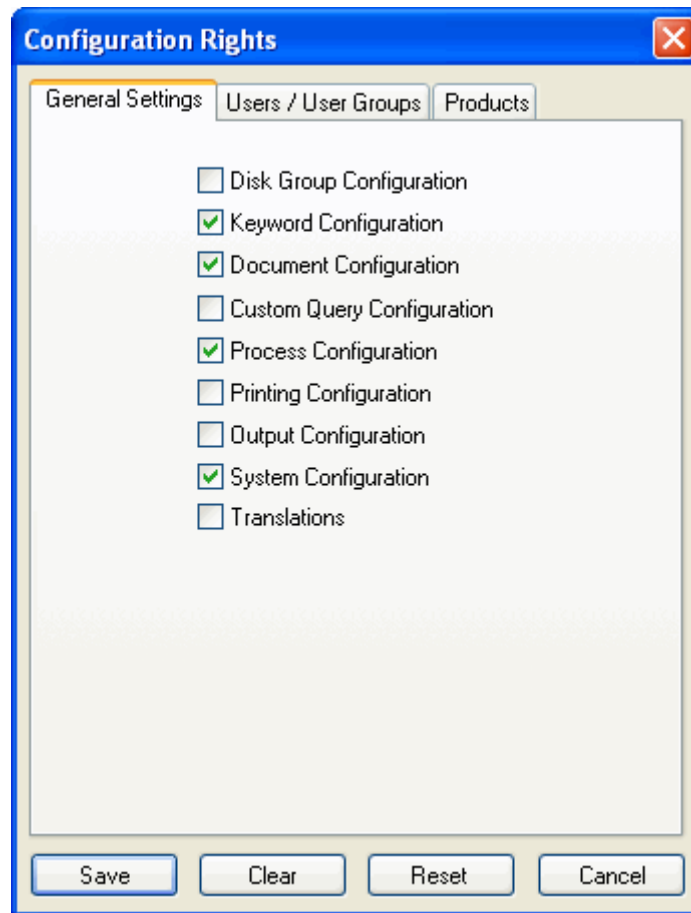 Configuration Rights
General Settings Users / User Groups Products
Disk Group Configuration
Keyword Configuration
Document Configuration
Custom Query Configuration
Process Configuration
Printing Configuration
Output Configuration
System Configuration
Translations
Save Clear Reset Cancel